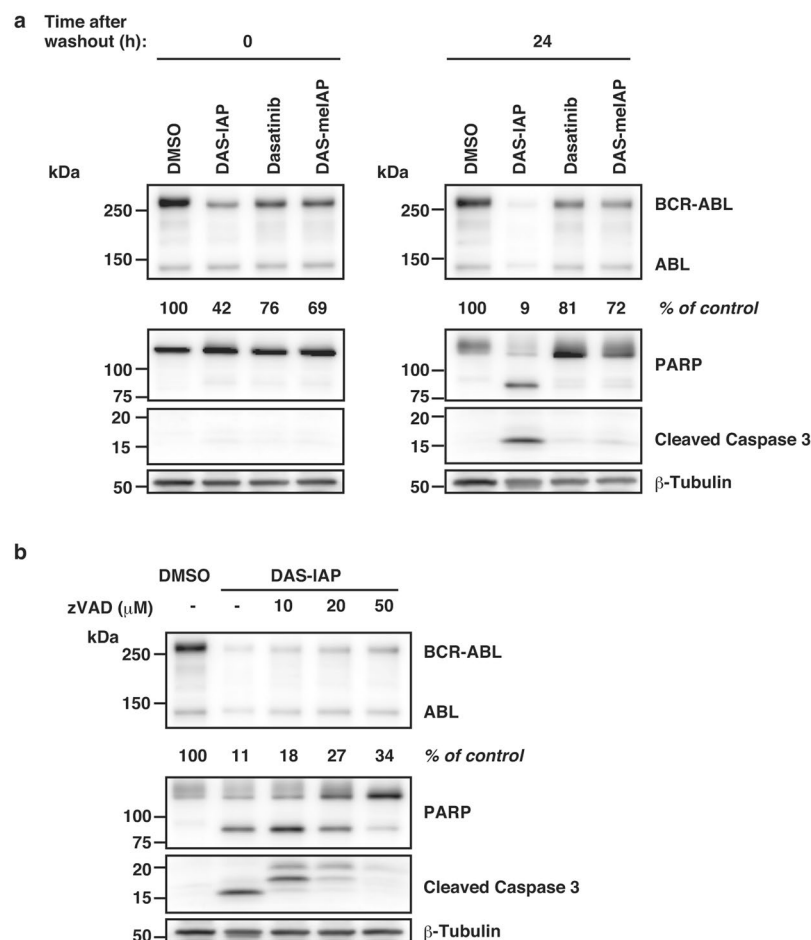 a
Time after
washout (h):
0
24
DMSO
DAS-IAP
Dasatinib
DAS-meIAP
DMSO
DAS-IAP
Dasatinib
DAS-meIAP
kDa
kDa
250
250
BCR-ABL
150
150
ABL
100 42 76 69
100 9 81 72
% of control
100
100
PARP
75
75
20
20
15
15
Cleaved Caspase 3
50
50
β-Tubulin
b
DMSO
DAS-IAP
zVAD (μM) - - 10 20 50
kDa
250
BCR-ABL
150
ABL
100 11 18 27 34 % of control
100
PARP
75
20
15
Cleaved Caspase 3
50
β-Tubulin